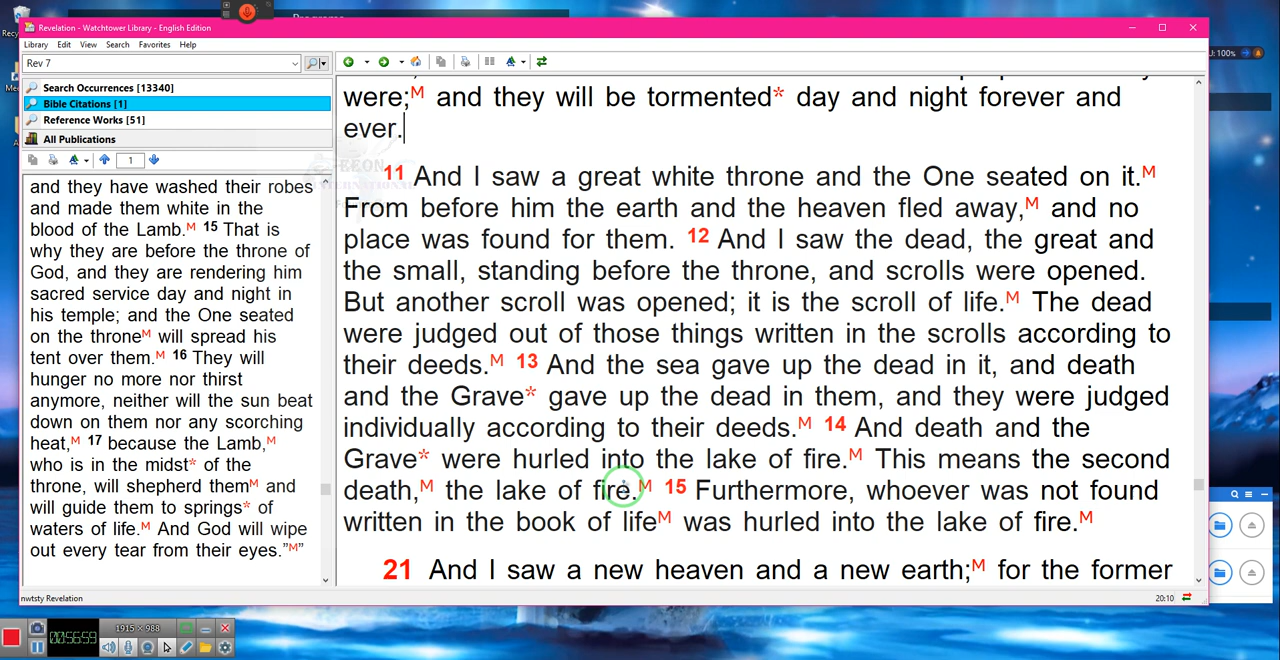 Revelation - Watchtower Library - English Edition
Library Edit View Search Favorites Help
Rev 7
Search Occurrences [13340]
Bible Citations [1]
Reference Works [51]
All Publications
1
and they have washed their robes
and made them white in the
blood of the Lamb.M 15 That is
why they are before the throne of
God, and they are rendering him
sacred service day and night in
his temple; and the One seated
on the throneM will spread his
tent over them.M 16 They will
hunger no more nor thirst
anymore, neither will the sun beat
down on them nor any scorching
heat,M 17 because the Lamb,M
who is in the midst* of the
throne, will shepherd themM and
will guide them to springs* of
waters of life.M And God will wipe
out every tear from their eyes.”M”
were;M and they will be tormented* day and night forever and
ever.
11 And I saw a great white throne and the One seated on it.M
From before him the earth and the heaven fled away,M and no
place was found for them. 12 And I saw the dead, the great and
the small, standing before the throne, and scrolls were opened.
But another scroll was opened; it is the scroll of life.M The dead
were judged out of those things written in the scrolls according to
their deeds.M 13 And the sea gave up the dead in it, and death
and the Grave* gave up the dead in them, and they were judged
individually according to their deeds.M 14 And death and the
Grave* were hurled into the lake of fire.M This means the second
death,M the lake of fire.M 15 Furthermore, whoever was not found
written in the book of lifeM was hurled into the lake of fire.M
21 And I saw a new heaven and a new earth;M for the former
nwtsty Revelation
20:10
U: 100%
1915 × 988
00:56:59